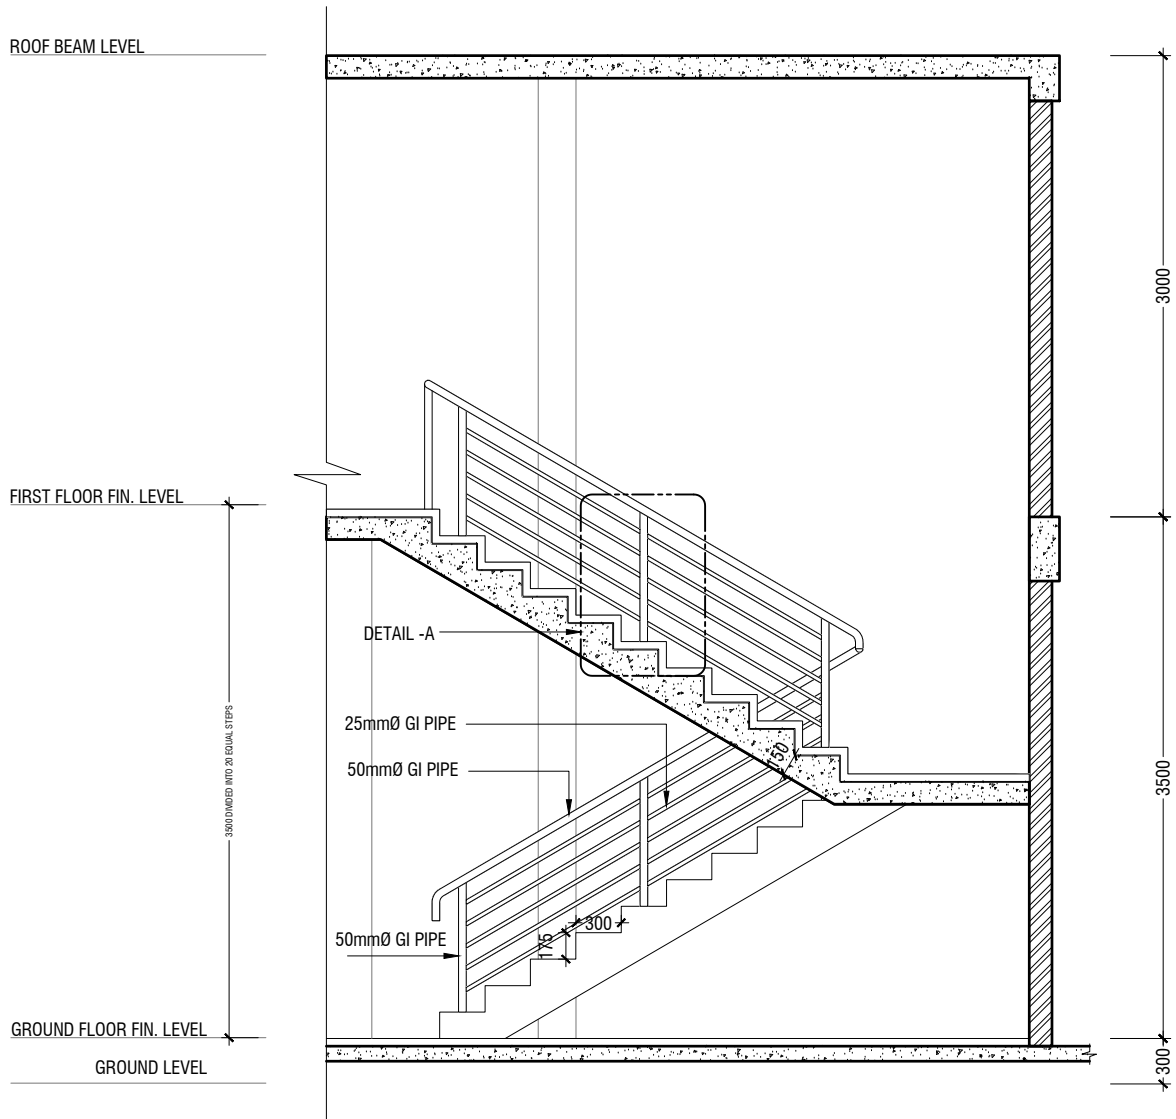 ROOF BEAM LEVEL
3000
FIRST FLOOR FIN. LEVEL
DETAIL -A
25mmØ GI PIPE
150
50mmØ GI PIPE
3500 DIVIDED INTO 20 EQUAL STEPS
3500
300
175
50mmØ GI PIPE
GROUND FLOOR FIN. LEVEL
GROUND LEVEL
300